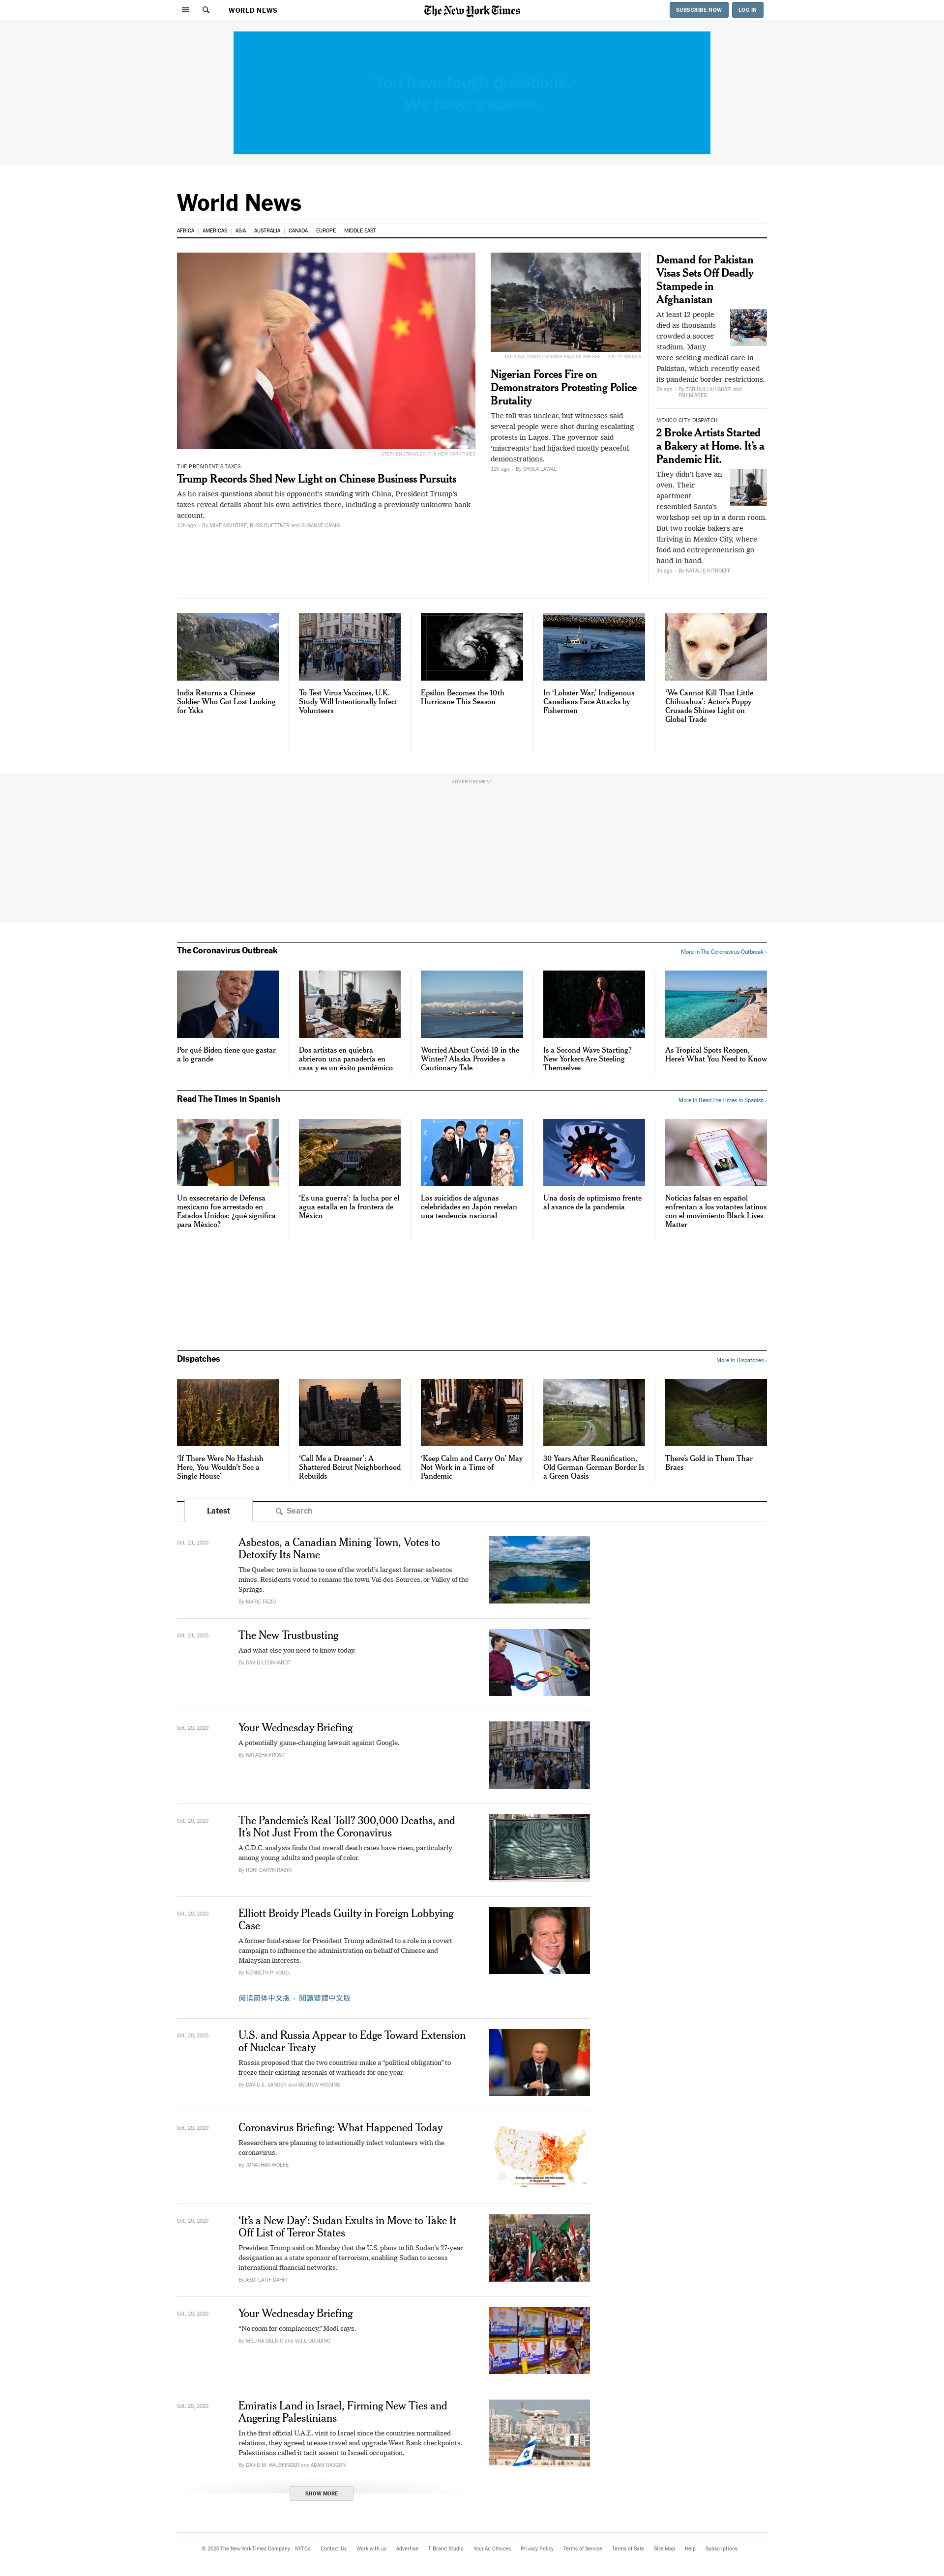 WORLD NEWS
The New York Times
SUBSCRIBE NOW
LOG IN
You have tough questions.
We have answers.
World News
AFRICA
AMERICAS
ASIA
AUSTRALIA
CANADA
EUROPE
MIDDLE EAST
STEPHEN CROWLEY/THE NEW YORK TIMES
THE PRESIDENT'S TAXES
Trump Records Shed New Light on Chinese Business Pursuits
As he raises questions about his opponent's standing with China, President Trump's
taxes reveal details about his own activities there, including a previously unknown bank
account.
12h ago – By MIKE MCINTIRE, RUSS BUETTNER and SUSANNE CRAIG
ADIJI SULAIMON/AGENCE FRANCE-PRESSE — GETTY IMAGES
Nigerian Forces Fire on
Demonstrators Protesting Police
Brutality
The toll was unclear, but witnesses said
several people were shot during escalating
protests in Lagos. The governor said
'miscreants' had hijacked mostly peaceful
demonstrations.
12h ago – By SHOLA LAWAL
Demand for Pakistan
Visas Sets Off Deadly
Stampede in
Afghanistan
At least 12 people
died as thousands
crowded a soccer
stadium. Many
were seeking medical care in
Pakistan, which recently eased
its pandemic border restrictions.
2h ago – By ZABIHULLAH GHAZI and
FAHIM ABED
MEXICO CITY DISPATCH
2 Broke Artists Started
a Bakery at Home. It's a
Pandemic Hit.
They didn't have an
oven. Their
apartment
resembled Santa's
workshop set up in a dorm room.
But two rookie bakers are
thriving in Mexico City, where
food and entrepreneurism go
hand-in-hand.
3h ago – By NATALIE KITROEFF
India Returns a Chinese
Soldier Who Got Lost Looking
for Yaks
To Test Virus Vaccines, U.K.
Study Will Intentionally Infect
Volunteers
Epsilon Becomes the 10th
Hurricane This Season
In 'Lobster War,' Indigenous
Canadians Face Attacks by
Fishermen
'We Cannot Kill That Little
Chihuahua': Actor's Puppy
Crusade Shines Light on
Global Trade
ADVERTISEMENT
The Coronavirus Outbreak
More in The Coronavirus Outbreak ›
Por qué Biden tiene que gastar
a lo grande
Dos artistas en quiebra
abrieron una panadería en
casa y es un éxito pandémico
Worried About Covid-19 in the
Winter? Alaska Provides a
Cautionary Tale
Is a Second Wave Starting?
New Yorkers Are Steeling
Themselves
As Tropical Spots Reopen,
Here's What You Need to Know
Read The Times in Spanish
More in Read The Times in Spanish ›
Un exsecretario de Defensa
mexicano fue arrestado en
Estados Unidos: ¿qué significa
para México?
'Es una guerra': la lucha por el
agua estalla en la frontera de
México
Los suicidios de algunas
celebridades en Japón revelan
una tendencia nacional
Una dosis de optimismo frente
al avance de la pandemia
Noticias falsas en español
enfrentan a los votantes latinos
con el movimiento Black Lives
Matter
Dispatches
More in Dispatches ›
'If There Were No Hashish
Here, You Wouldn't See a
Single House'
'Call Me a Dreamer': A
Shattered Beirut Neighborhood
Rebuilds
'Keep Calm and Carry On' May
Not Work in a Time of
Pandemic
30 Years After Reunification,
Old German-German Border Is
a Green Oasis
There's Gold in Them Thar
Braes
Latest
Search
Oct. 21, 2020
Asbestos, a Canadian Mining Town, Votes to
Detoxify Its Name
The Quebec town is home to one of the world's largest former asbestos
mines. Residents voted to rename the town Val-des-Sources, or Valley of the
Springs.
By MARIE FAZIO
Oct. 21, 2020
The New Trustbusting
And what else you need to know today.
By DAVID LEONHARDT
Oct. 20, 2020
Your Wednesday Briefing
A potentially game-changing lawsuit against Google.
By NATASHA FROST
Oct. 20, 2020
The Pandemic's Real Toll? 300,000 Deaths, and
It's Not Just From the Coronavirus
A C.D.C. analysis finds that overall death rates have risen, particularly
among young adults and people of color.
By RONI CARYN RABIN
Oct. 20, 2020
Elliott Broidy Pleads Guilty in Foreign Lobbying
Case
A former fund-raiser for President Trump admitted to a role in a covert
campaign to influence the administration on behalf of Chinese and
Malaysian interests.
By KENNETH P. VOGEL
阅读简体中文版 · 閱讀繁體中文版
Oct. 20, 2020
U.S. and Russia Appear to Edge Toward Extension
of Nuclear Treaty
Russia proposed that the two countries make a "political obligation" to
freeze their existing arsenals of warheads for one year.
By DAVID E. SANGER and ANDREW HIGGINS
Oct. 20, 2020
Coronavirus Briefing: What Happened Today
Researchers are planning to intentionally infect volunteers with the
coronavirus.
By JONATHAN WOLFE
Oct. 20, 2020
'It's a New Day': Sudan Exults in Move to Take It
Off List of Terror States
President Trump said on Monday that the U.S. plans to lift Sudan's 27-year
designation as a state sponsor of terrorism, enabling Sudan to access
international financial networks.
By ABDI LATIF DAHIR
Oct. 20, 2020
Your Wednesday Briefing
"No room for complacency," Modi says.
By MELINA DELKIC and WILL DUDDING
Oct. 20, 2020
Emiratis Land in Israel, Firming New Ties and
Angering Palestinians
In the first official U.A.E. visit to Israel since the countries normalized
relations, they agreed to ease travel and upgrade West Bank checkpoints.
Palestinians called it tacit assent to Israeli occupation.
By DAVID M. HALBFINGER and ADAM RASGON
SHOW MORE
© 2020 The New York Times Company
NYTCo
Contact Us
Work with us
Advertise
T Brand Studio
Your Ad Choices
Privacy Policy
Terms of Service
Terms of Sale
Site Map
Help
Subscriptions